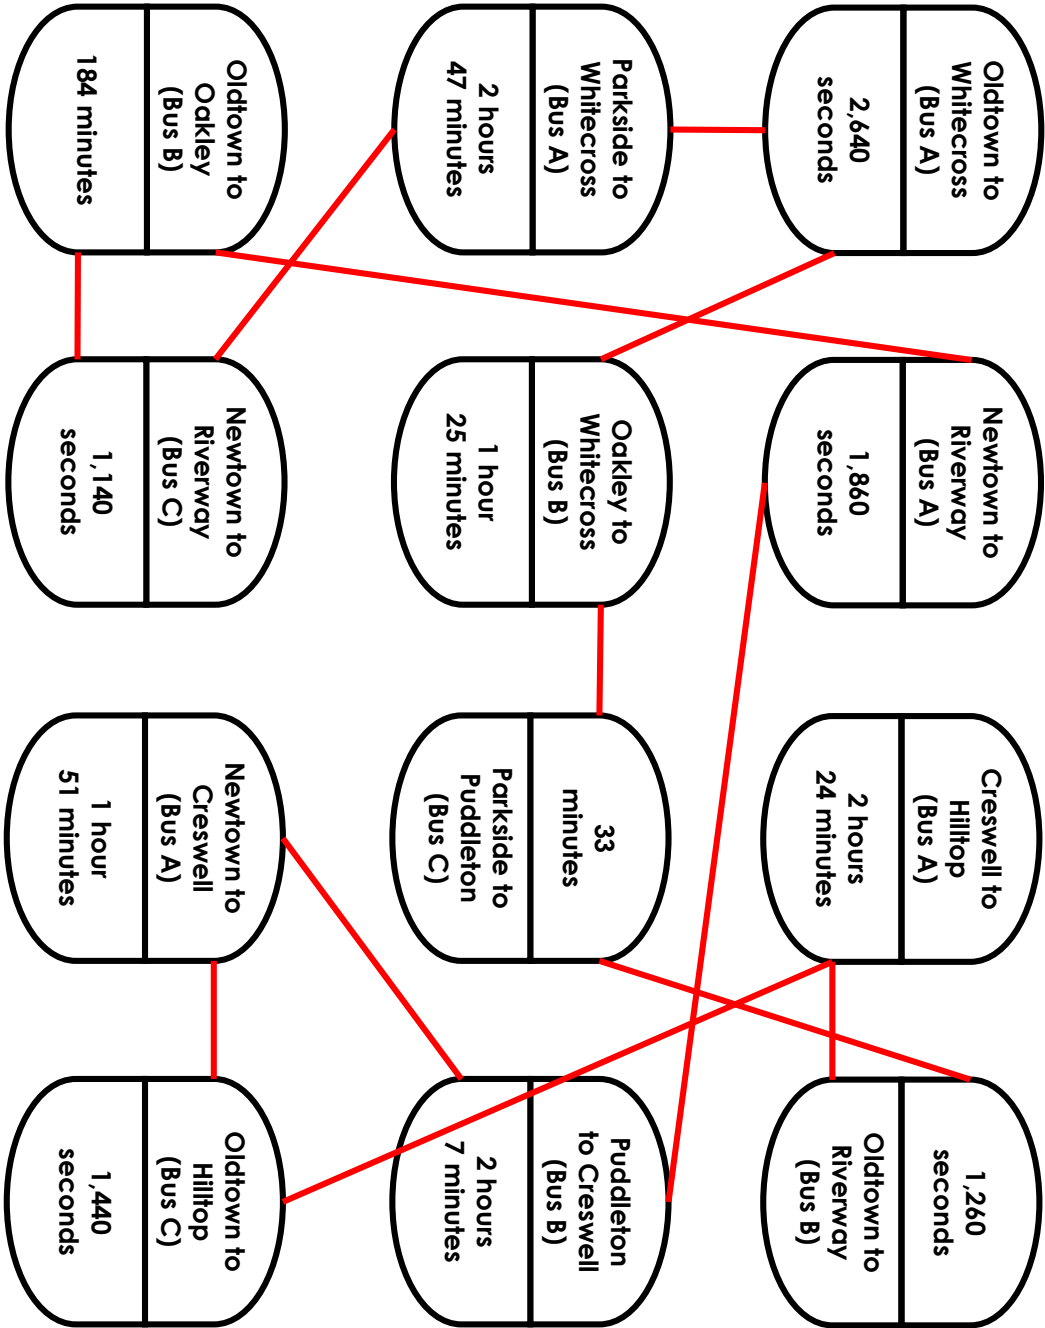 Oldtown to
Whitecross
(Bus A)
2,640
seconds
Newtown to
Riverway
(Bus A)
1,860
seconds
Creswell to
Hilltop
(Bus A)
2 hours
24 minutes
1,260
seconds
Oldtown to
Riverway
(Bus B)
Parkside to
Whitecross
(Bus A)
2 hours
47 minutes
Oakley to
Whitecross
(Bus B)
1 hour
25 minutes
33
minutes
Parkside to
Puddleton
(Bus C)
Puddleton
to Creswell
(Bus B)
2 hours
7 minutes
Oldtown to
Oakley
(Bus B)
184 minutes
Newtown to
Riverway
(Bus C)
1,140
seconds
Newtown to
Creswell
(Bus A)
1 hour
51 minutes
Oldtown to
Hilltop
(Bus C)
1,440
seconds